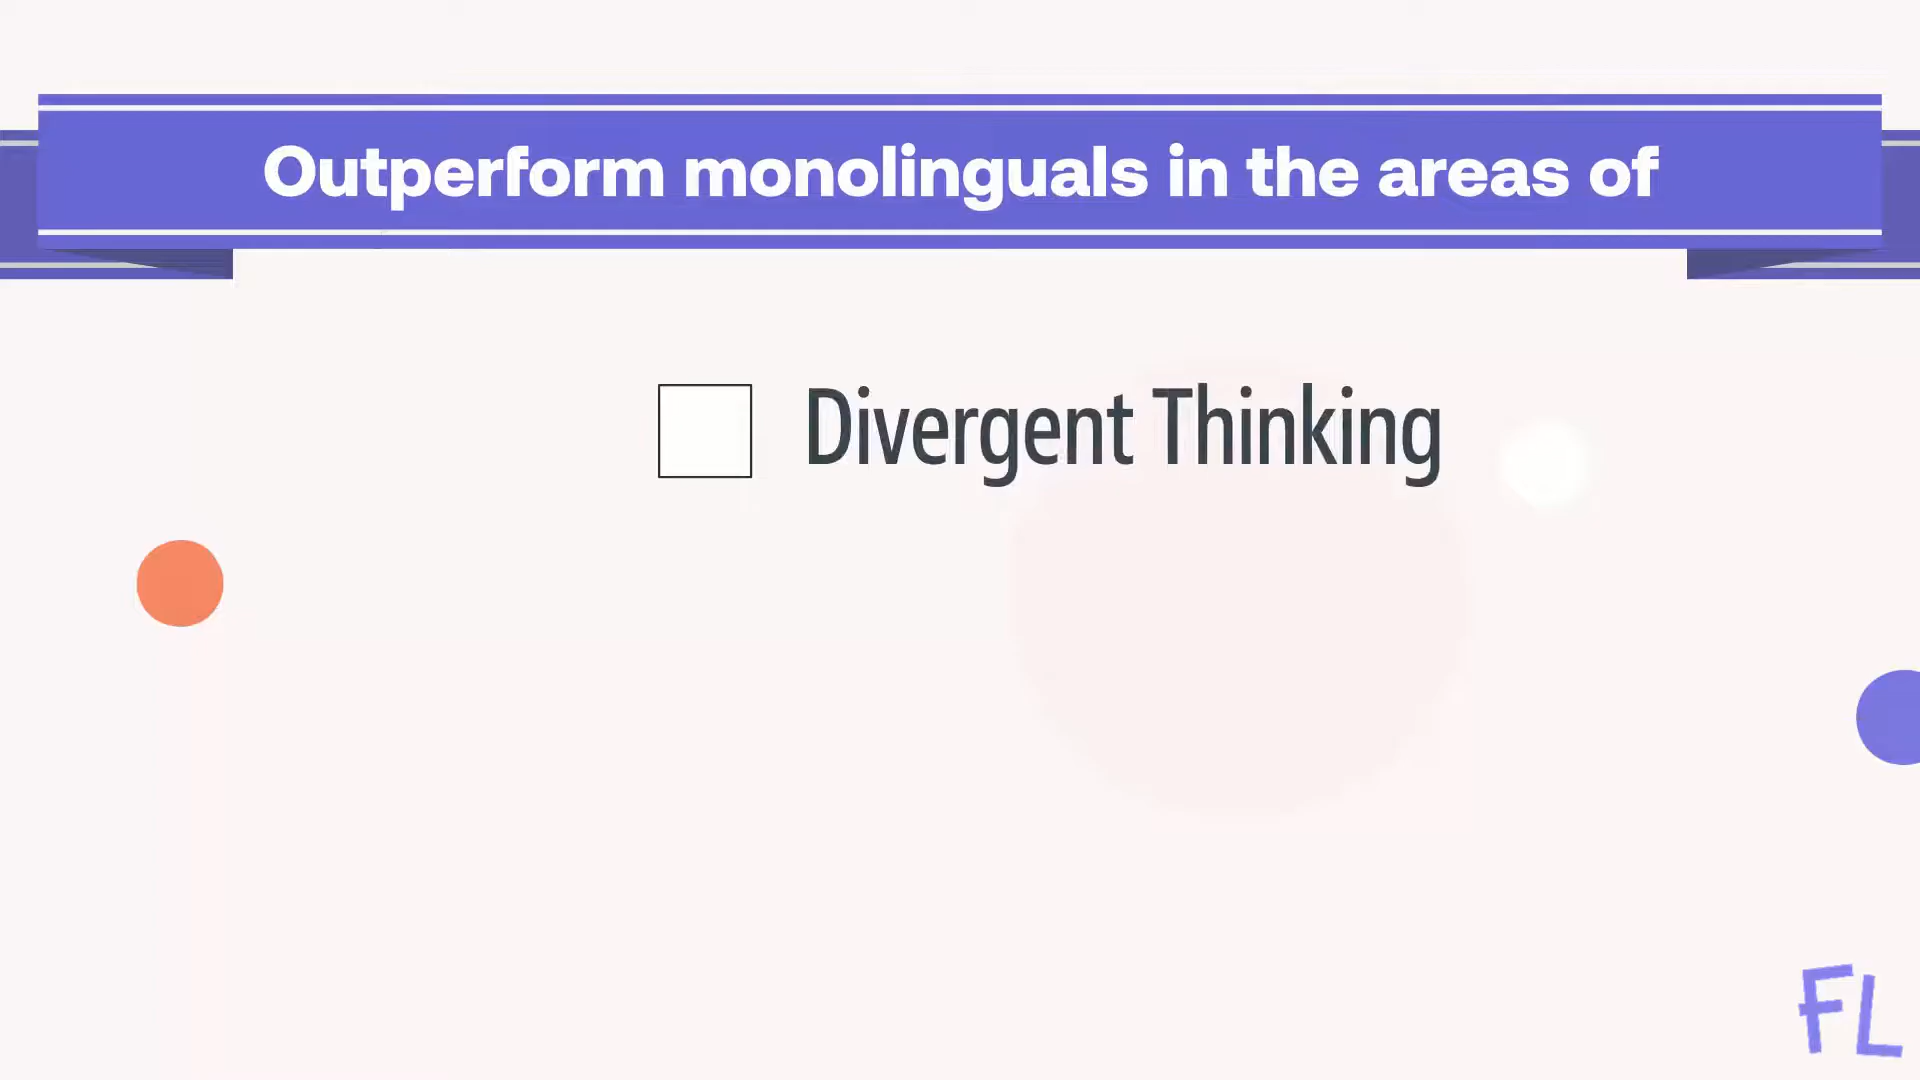 Outperform monolinguals in the areas of
Divergent Thinking
FL